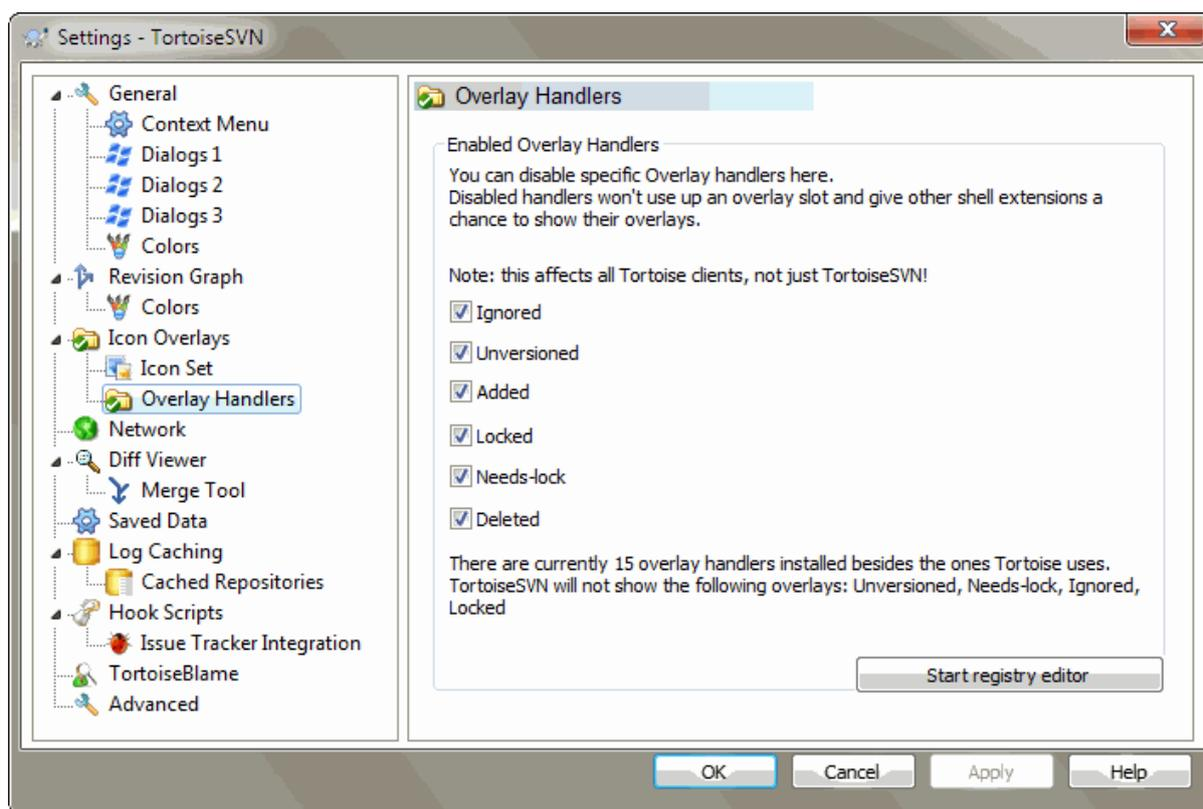 Settings - TortoiseSVN
General
Context Menu
Dialogs 1
Dialogs 2
Dialogs 3
Colors
Revision Graph
Colors
Icon Overlays
Icon Set
Overlay Handlers
Network
Diff Viewer
Merge Tool
Saved Data
Log Caching
Cached Repositories
Hook Scripts
Issue Tracker Integration
TortoiseBlame
Advanced
Overlay Handlers
Enabled Overlay Handlers
You can disable specific Overlay handlers here.
Disabled handlers won't use up an overlay slot and give other shell extensions a
chance to show their overlays.
Note: this affects all Tortoise clients, not just TortoiseSVN!
Ignored
Unversioned
Added
Locked
Needs-lock
Deleted
There are currently 15 overlay handlers installed besides the ones Tortoise uses.
TortoiseSVN will not show the following overlays: Unversioned, Needs-lock, Ignored,
Locked
Start registry editor
OK
Cancel
Apply
Help